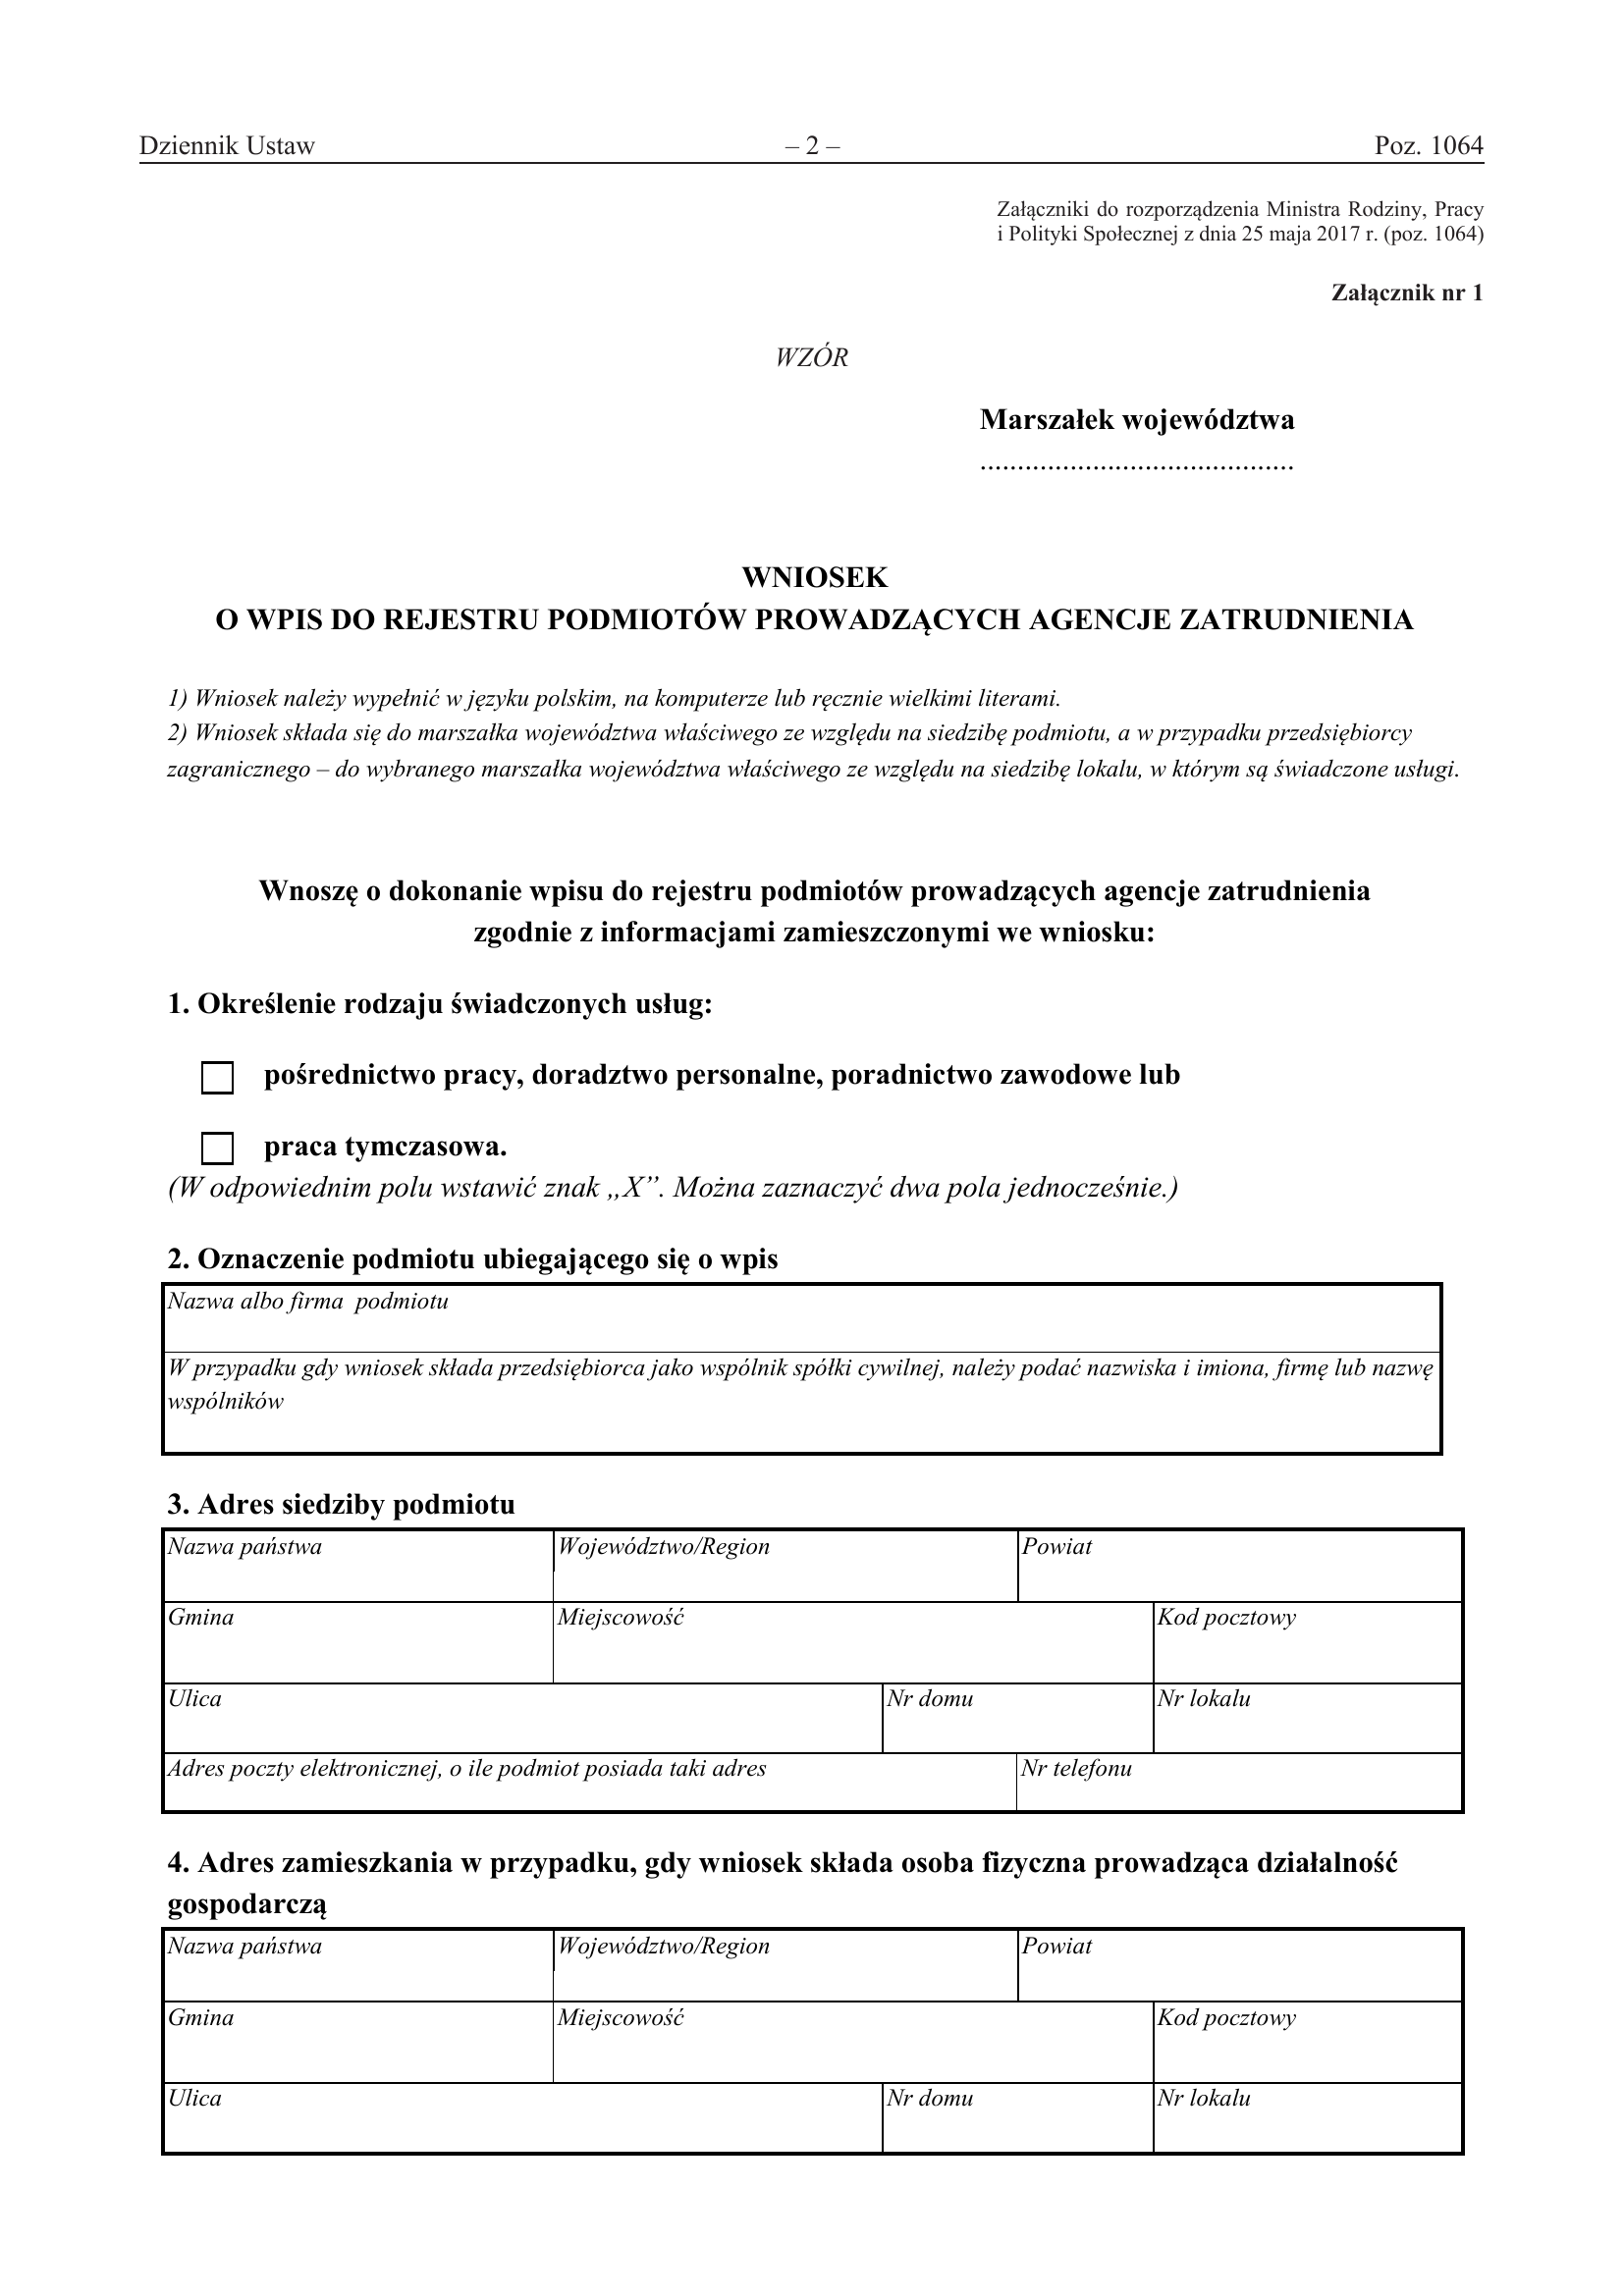 Dziennik Ustaw – 2 – Poz. 1064
Załączniki do rozporządzenia Ministra Rodziny, Pracy
i Polityki Społecznej z dnia 25 maja 2017 r. (poz. 1064)
Załącznik nr 1
WZÓR
Marszałek województwa
..........................................
WNIOSEK
O WPIS DO REJESTRU PODMIOTÓW PROWADZĄCYCH AGENCJE ZATRUDNIENIA
1) Wniosek należy wypełnić w języku polskim, na komputerze lub ręcznie wielkimi literami.
2) Wniosek składa się do marszałka województwa właściwego ze względu na siedzibę podmiotu, a w przypadku przedsiębiorcy
zagranicznego – do wybranego marszałka województwa właściwego ze względu na siedzibę lokalu, w którym są świadczone usługi.
Wnoszę o dokonanie wpisu do rejestru podmiotów prowadzących agencje zatrudnienia
zgodnie z informacjami zamieszczonymi we wniosku:
1. Określenie rodzaju świadczonych usług:
pośrednictwo pracy, doradztwo personalne, poradnictwo zawodowe lub
praca tymczasowa.
(W odpowiednim polu wstawić znak „X”. Można zaznaczyć dwa pola jednocześnie.)
2. Oznaczenie podmiotu ubiegającego się o wpis
Nazwa albo firma podmiotu
W przypadku gdy wniosek składa przedsiębiorca jako wspólnik spółki cywilnej, należy podać nazwiska i imiona, firmę lub nazwę
wspólników
3. Adres siedziby podmiotu
Nazwa państwa Województwo/Region Powiat
Gmina Miejscowość Kod pocztowy
Ulica Nr domu Nr lokalu
Adres poczty elektronicznej, o ile podmiot posiada taki adres Nr telefonu
4. Adres zamieszkania w przypadku, gdy wniosek składa osoba fizyczna prowadząca działalność
gospodarczą
Nazwa państwa Województwo/Region Powiat
Gmina Miejscowość Kod pocztowy
Ulica Nr domu Nr lokalu